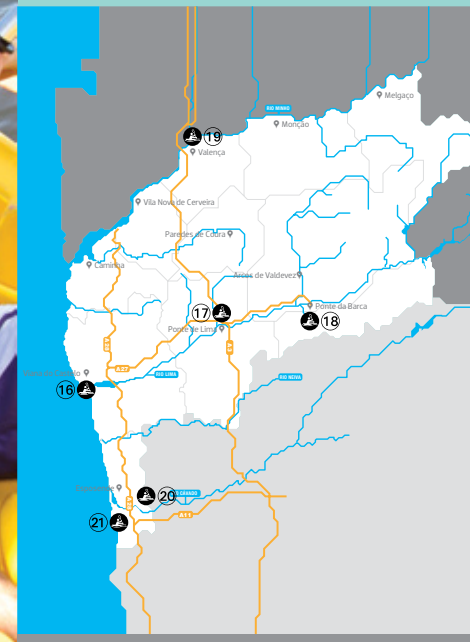 Melgaço
RIO MINHO
Monção
19
Valença
Vila Nova de Cerveira
Paredes de Coura
Caminha
Arcos de Valdevez
17
Ponte da Barca
18
Ponte de Lima
A27
RIO LIMA
RIO NEIVA
16
20
21
A11